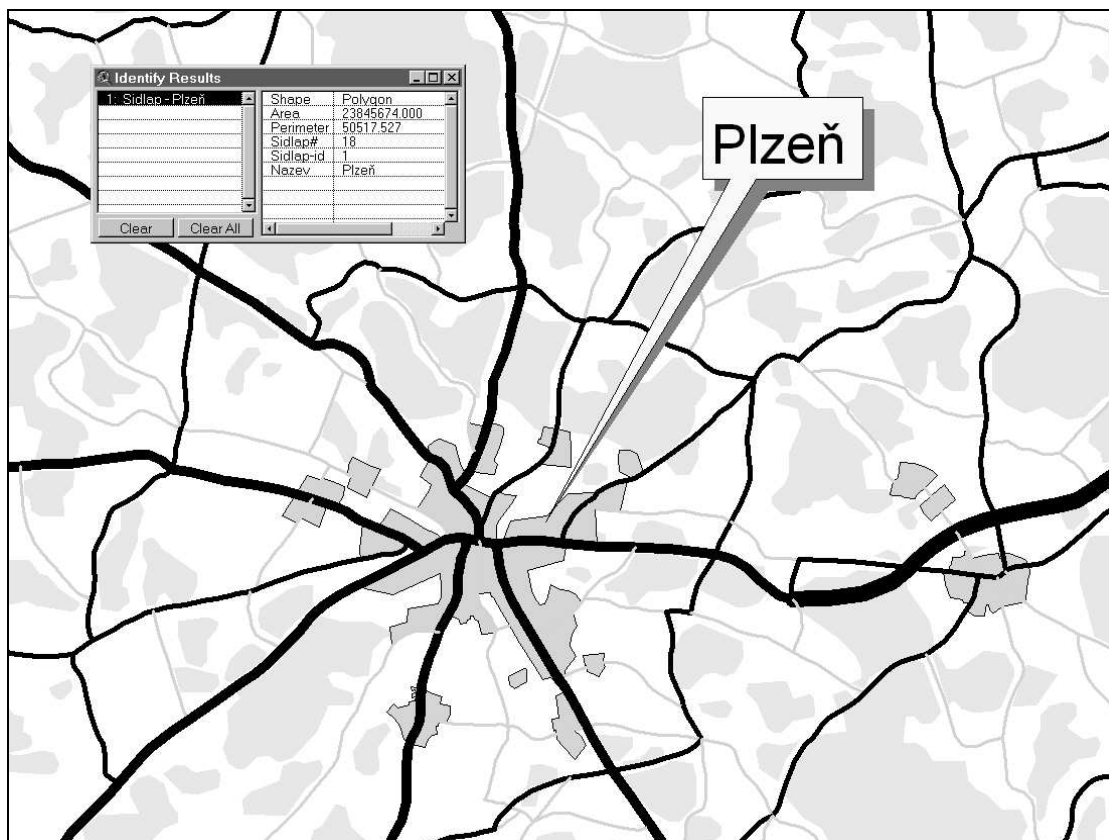 Identify Results
1: Sidlap - Plzeň
Shape Polygon
Area 23845674.000
Perimeter 50517.527
Sidlap# 18
Sidlap-id 1
Nazev Plzeň
Clear Clear All
Plzeň